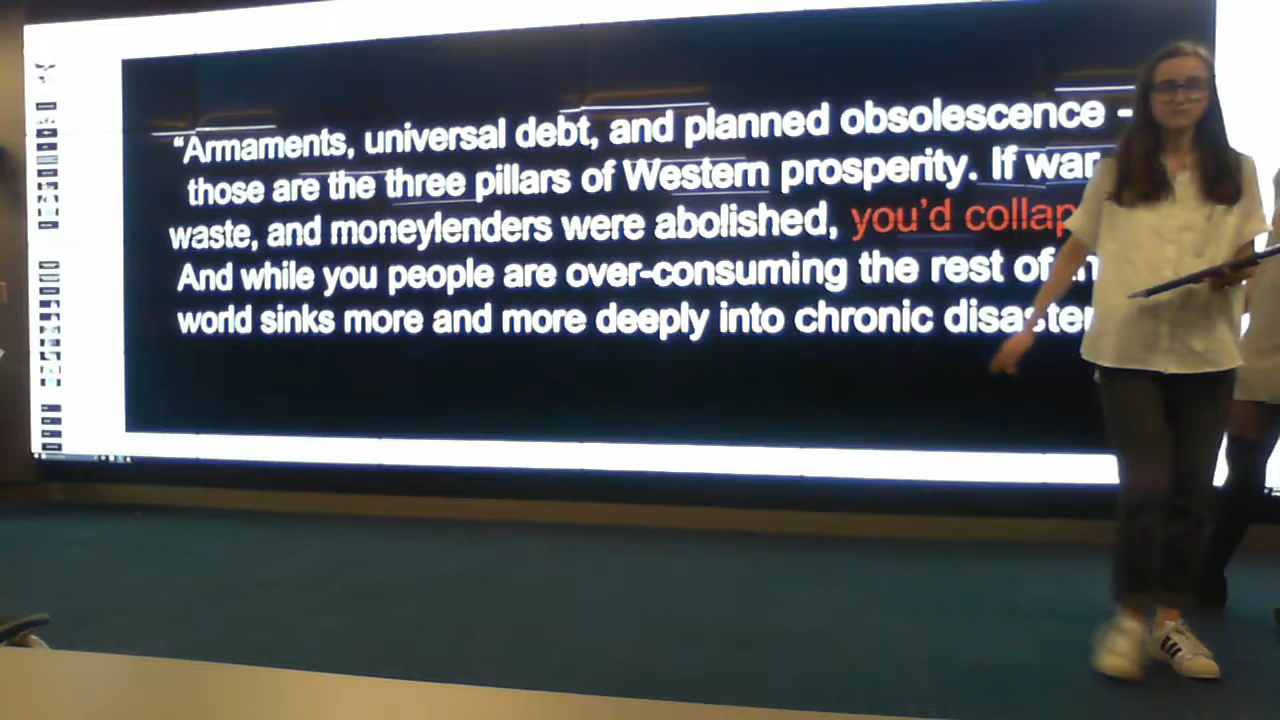 “Armaments, universal debt, and planned obsolescence -
those are the three pillars of Western prosperity. If war
waste, and moneylenders were abolished, you’d collap
And while you people are over-consuming the rest of
world sinks more and more deeply into chronic disaster